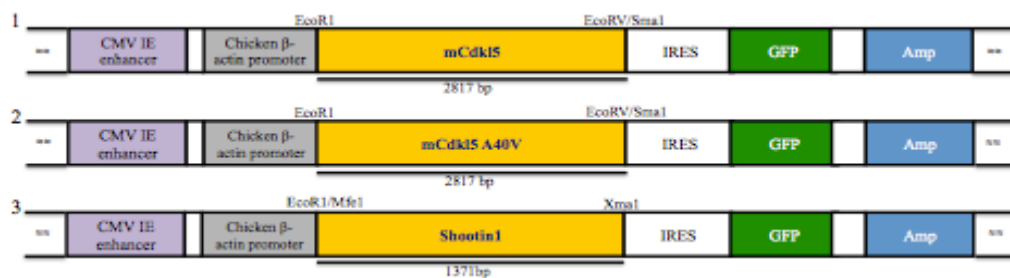 1 EcoR1 EcoRV/Sma1
CMV IE enhancer Chicken β-actin promoter mCdkl5 IRES GFP Amp
2817 bp
2 EcoR1 EcoRV/Sma1
CMV IE enhancer Chicken β-actin promoter mCdkl5 A40V IRES GFP Amp
2817 bp
3 EcoR1/Mfe1 Xma1
CMV IE enhancer Chicken β-actin promoter Shootin1 IRES GFP Amp
1371bp